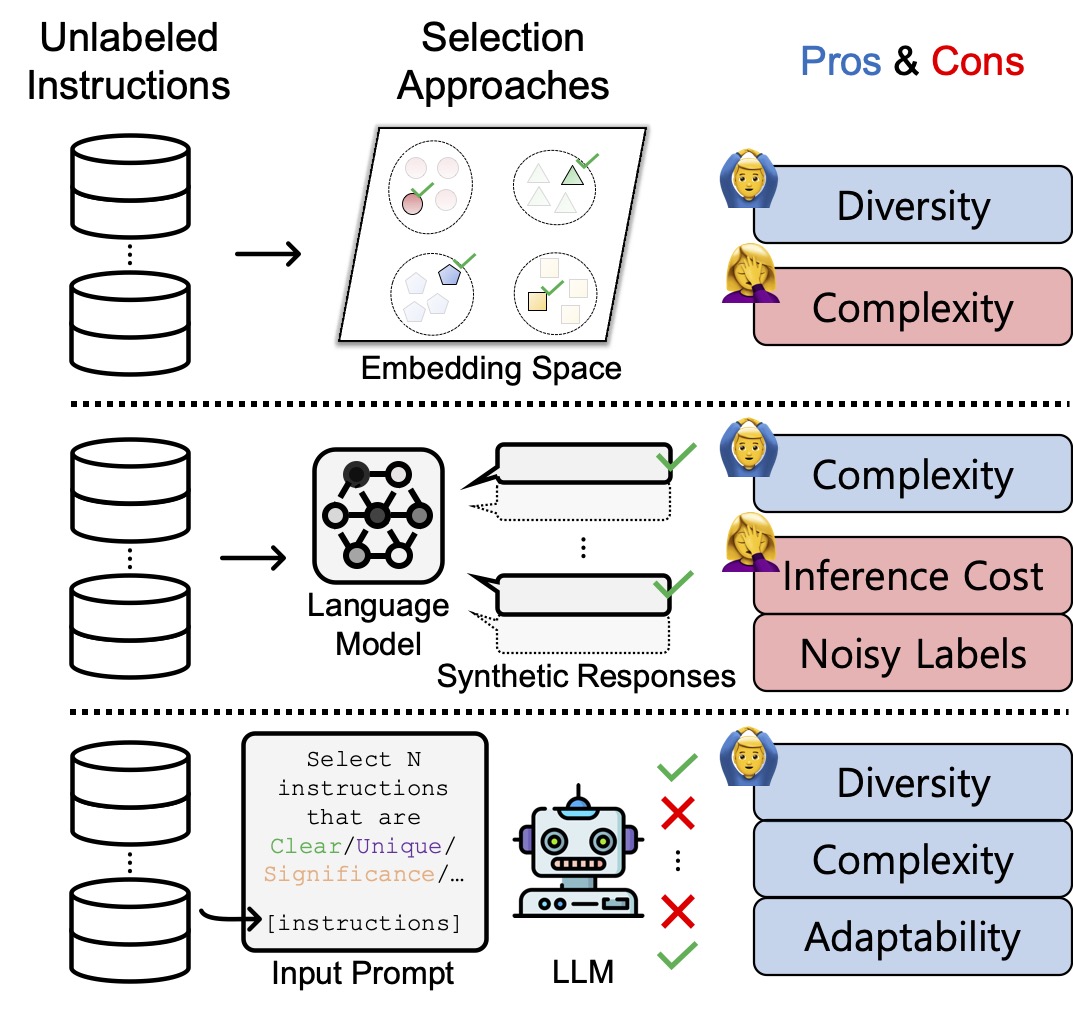 Unlabeled
Instructions
Selection
Approaches
Pros & Cons
Embedding Space
Diversity
Complexity
Language
Model
Synthetic Responses
Complexity
Inference Cost
Noisy Labels
Select N
instructions
that are
Clear/Unique/
Significance/…
[instructions]
Input Prompt
LLM
Diversity
Complexity
Adaptability